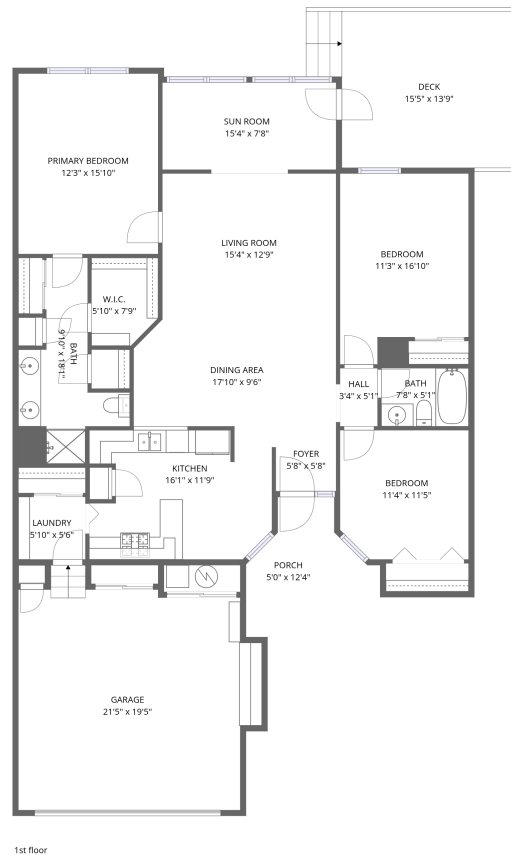 DECK
15'5" x 13'9"
SUN ROOM
15'4" x 7'8"
PRIMARY BEDROOM
12'3" x 15'10"
LIVING ROOM
15'4" x 12'9"
BEDROOM
11'3" x 16'10"
W.I.C.
5'10" x 7'9"
BATH
9'10" x 18'1"
DINING AREA
17'10" x 9'6"
HALL
3'4" x 5'1"
BATH
7'8" x 5'1"
FOYER
5'8" x 5'8"
KITCHEN
16'1" x 11'9"
BEDROOM
11'4" x 11'5"
LAUNDRY
5'10" x 5'6"
PORCH
5'0" x 12'4"
GARAGE
21'5" x 19'5"
1st floor